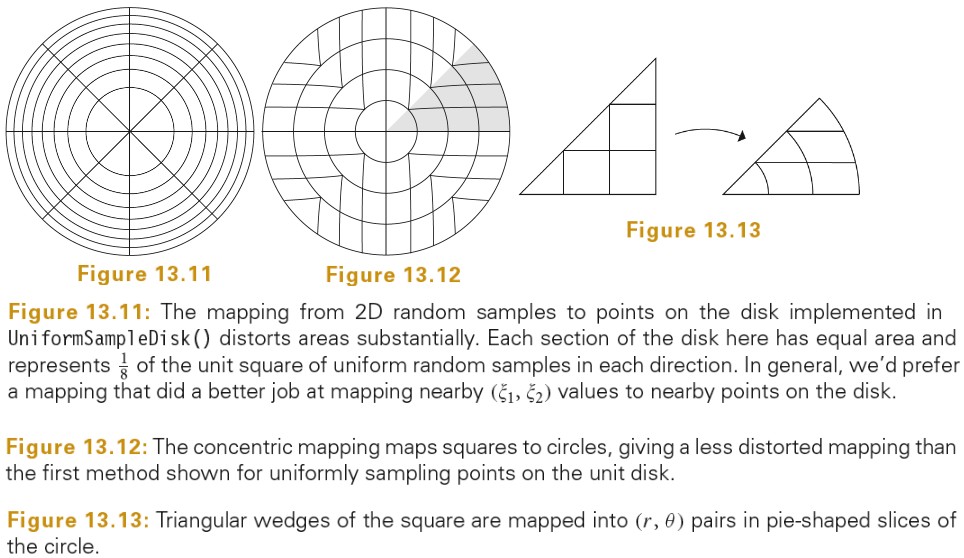 Figure 13.11
Figure 13.12
Figure 13.13
Figure 13.11: The mapping from 2D random samples to points on the disk implemented in
UniformSampleDisk() distorts areas substantially. Each section of the disk here has equal area and
represents 1/8 of the unit square of uniform random samples in each direction. In general, we'd prefer
a mapping that did a better job at mapping nearby (ξ₁, ξ₂) values to nearby points on the disk.
Figure 13.12: The concentric mapping maps squares to circles, giving a less distorted mapping than
the first method shown for uniformly sampling points on the unit disk.
Figure 13.13: Triangular wedges of the square are mapped into (r, θ) pairs in pie-shaped slices of
the circle.